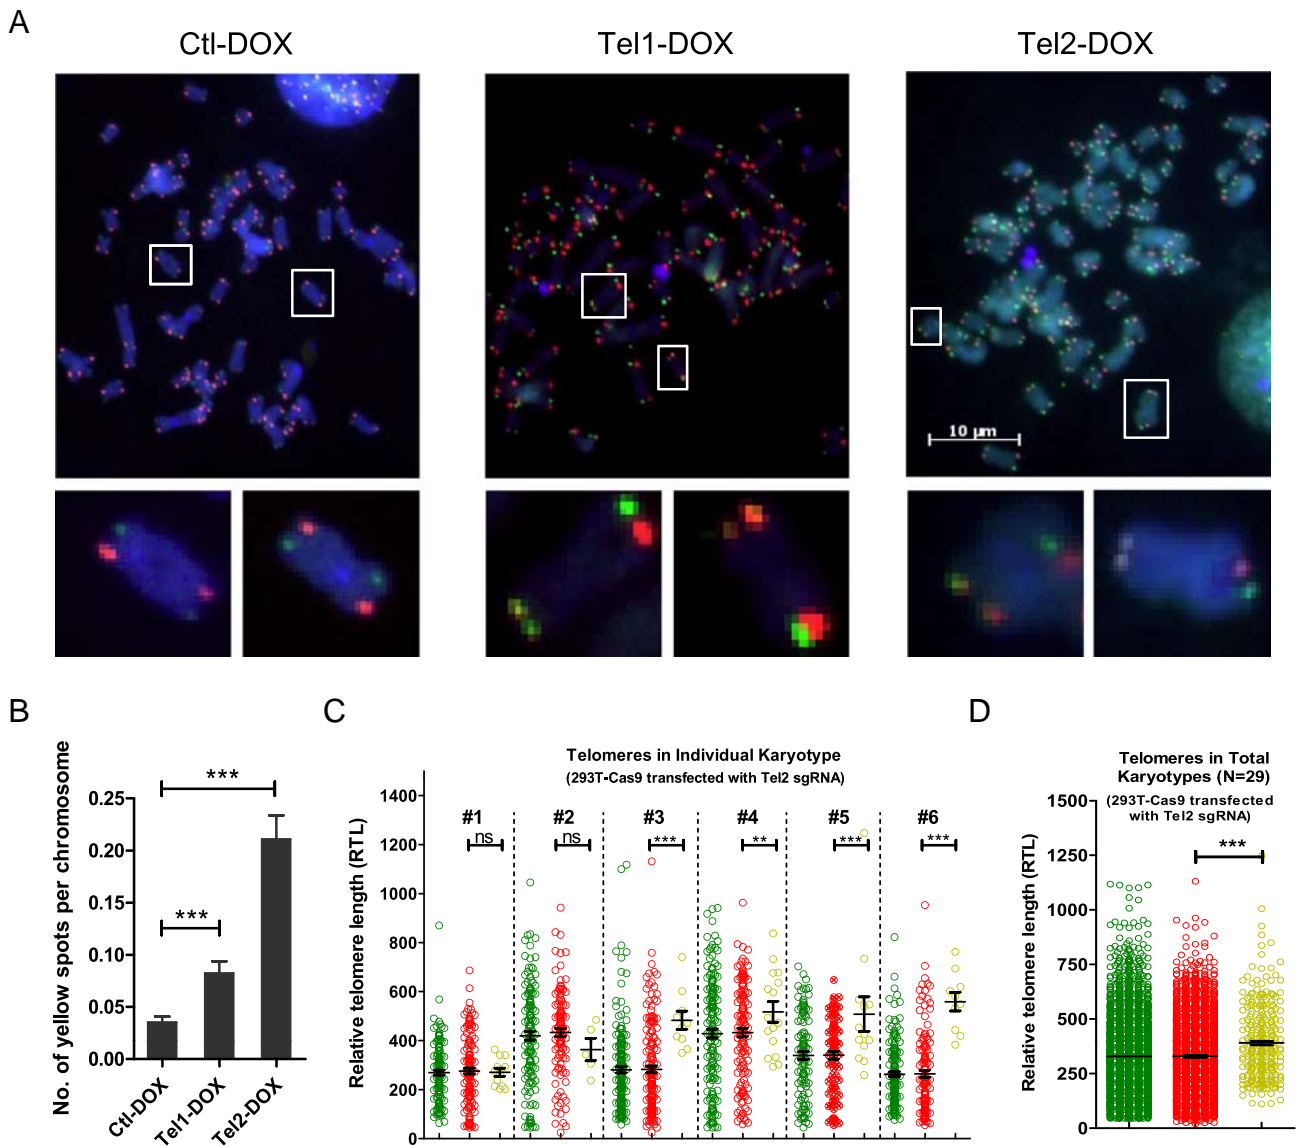 A
Ctl-DOX
Tel1-DOX
Tel2-DOX
10 µm
B
C
D
No. of yellow spots per chromosome
0.25
0.20
0.15
0.10
0.05
0.00
***
***
Ctl-DOX
Tel1-DOX
Tel2-DOX
Telomeres in Individual Karyotype
(293T-Cas9 transfected with Tel2 sgRNA)
Relative telomere length (RTL)
1400
1200
1000
800
600
400
200
0
#1
#2
#3
#4
#5
#6
ns
ns
***
**
***
***
Telomeres in Total
Karyotypes (N=29)
(293T-Cas9 transfected
with Tel2 sgRNA)
Relative telomere length (RTL)
1500
1250
1000
750
500
250
0
***